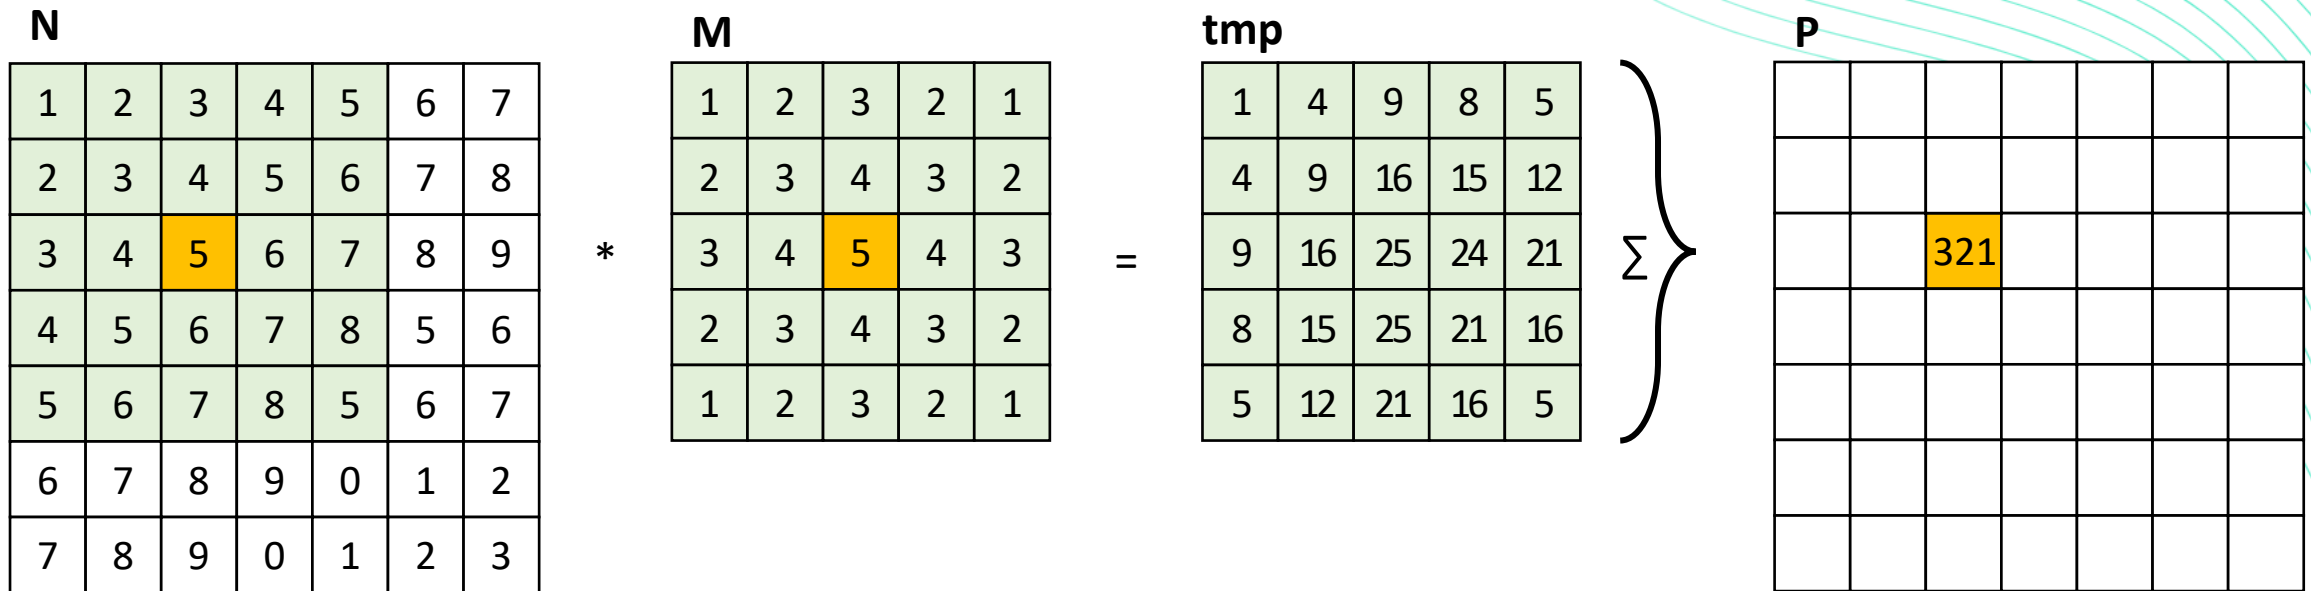 N M tmp P
1 2 3 4 5 6 7 1 2 3 2 1 1 4 9 8 5
2 3 4 5 6 7 8 2 3 4 3 2 4 9 16 15 12
3 4 5 6 7 8 9 * 3 4 5 4 3 = 9 16 25 24 21 Σ 321
4 5 6 7 8 5 6 2 3 4 3 2 8 15 25 21 16
5 6 7 8 5 6 7 1 2 3 2 1 5 12 21 16 5
6 7 8 9 0 1 2
7 8 9 0 1 2 3